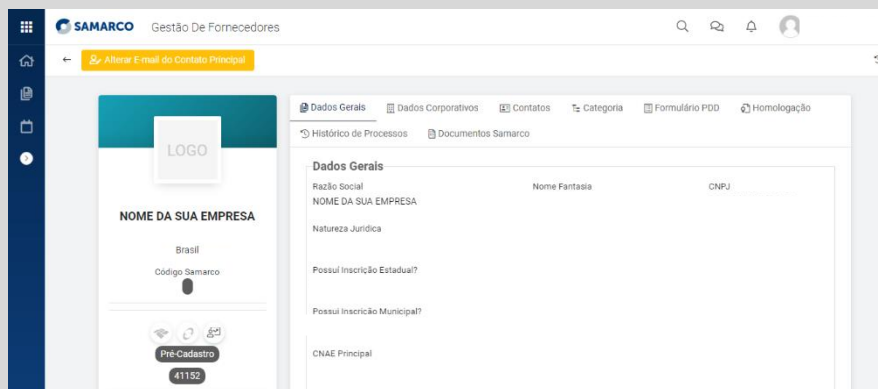 SAMARCO Gestão De Fornecedores
Alterar E-mail do Contato Principal
LOGO
NOME DA SUA EMPRESA
Brasil
Código Samarco
Pré-Cadastro
41152
Dados Gerais Dados Corporativos Contatos Categoria Formulário PDD Homologação
Histórico de Processos Documentos Samarco
Dados Gerais
Razão Social Nome Fantasia CNPJ
NOME DA SUA EMPRESA
Natureza Jurídica
Possuí Inscrição Estadual?
Possui Inscrição Municipal?
CNAE Principal